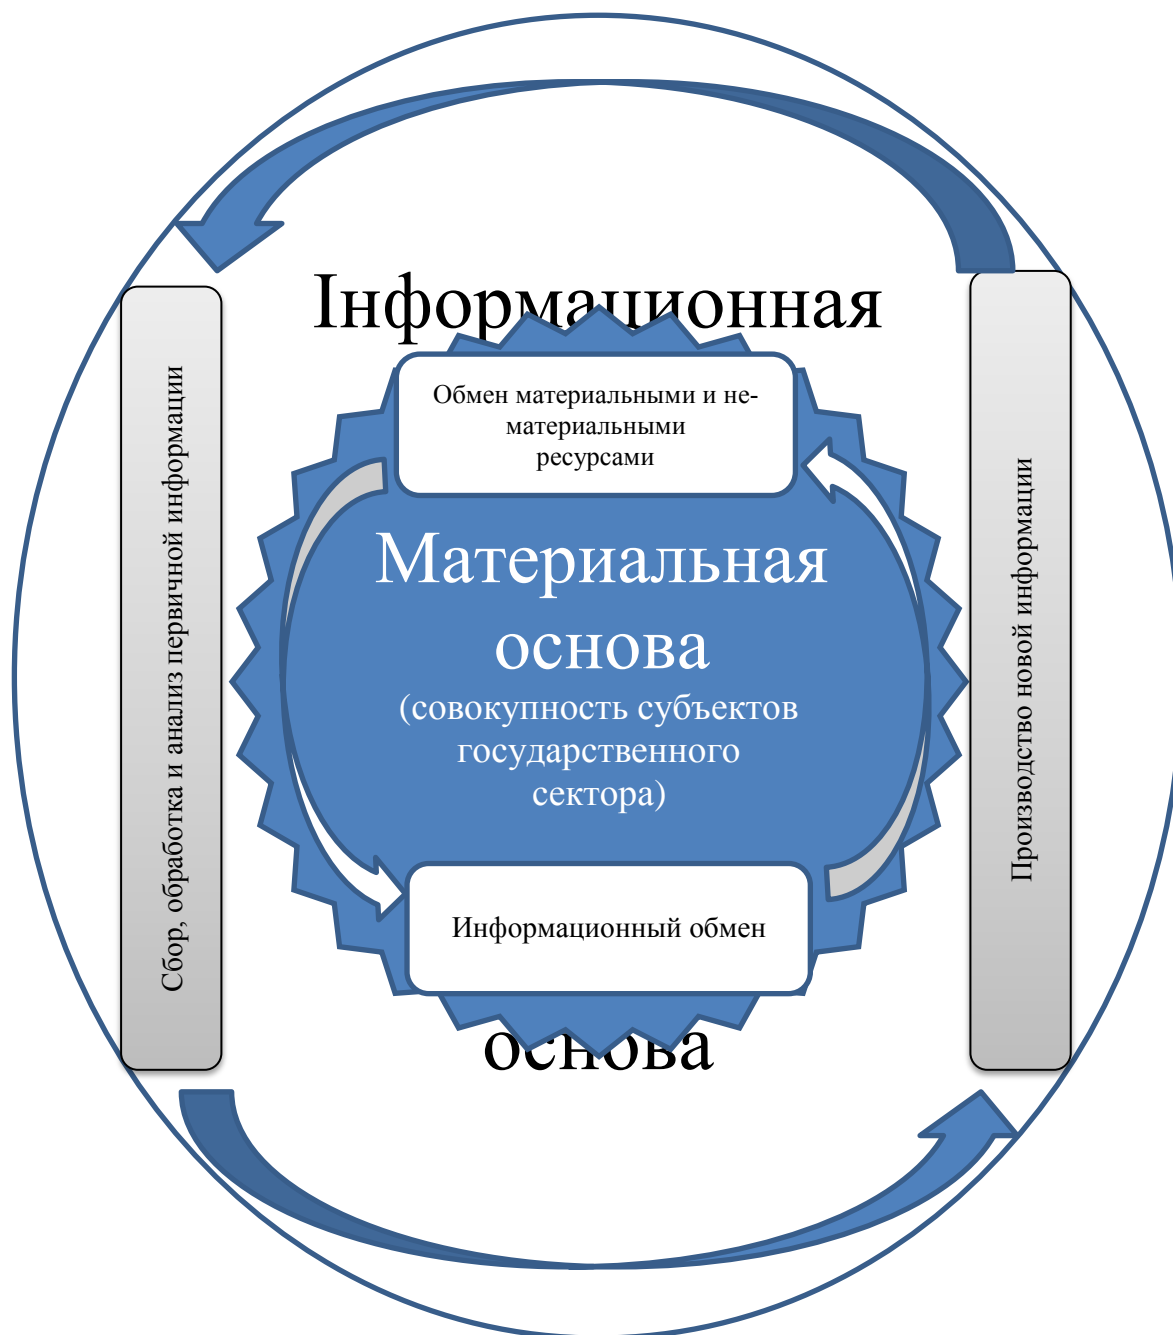 Інформационная
Обмен материальными и не-
материальными
ресурсами
Сбор, обработка и анализ первичной информации
Материальная
основа
(совокупность субъектов
государственного
сектора)
Производство новой информации
Информационный обмен
основа